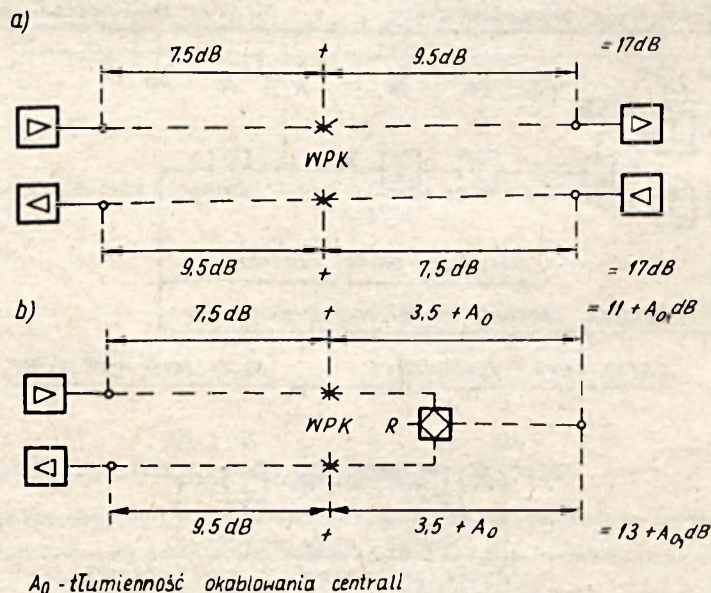 a)
+
7.5dB 9.5dB = 17dB
WPK
9.5dB 7,5dB = 17dB
+
b)
+
7,5dB 3,5 + A₀ = 11 + A₀, dB
WPK R
9,5dB 3,5 + A₀ = 13 + A₀, dB
+
A₀ - tłumienność okablowania centrali